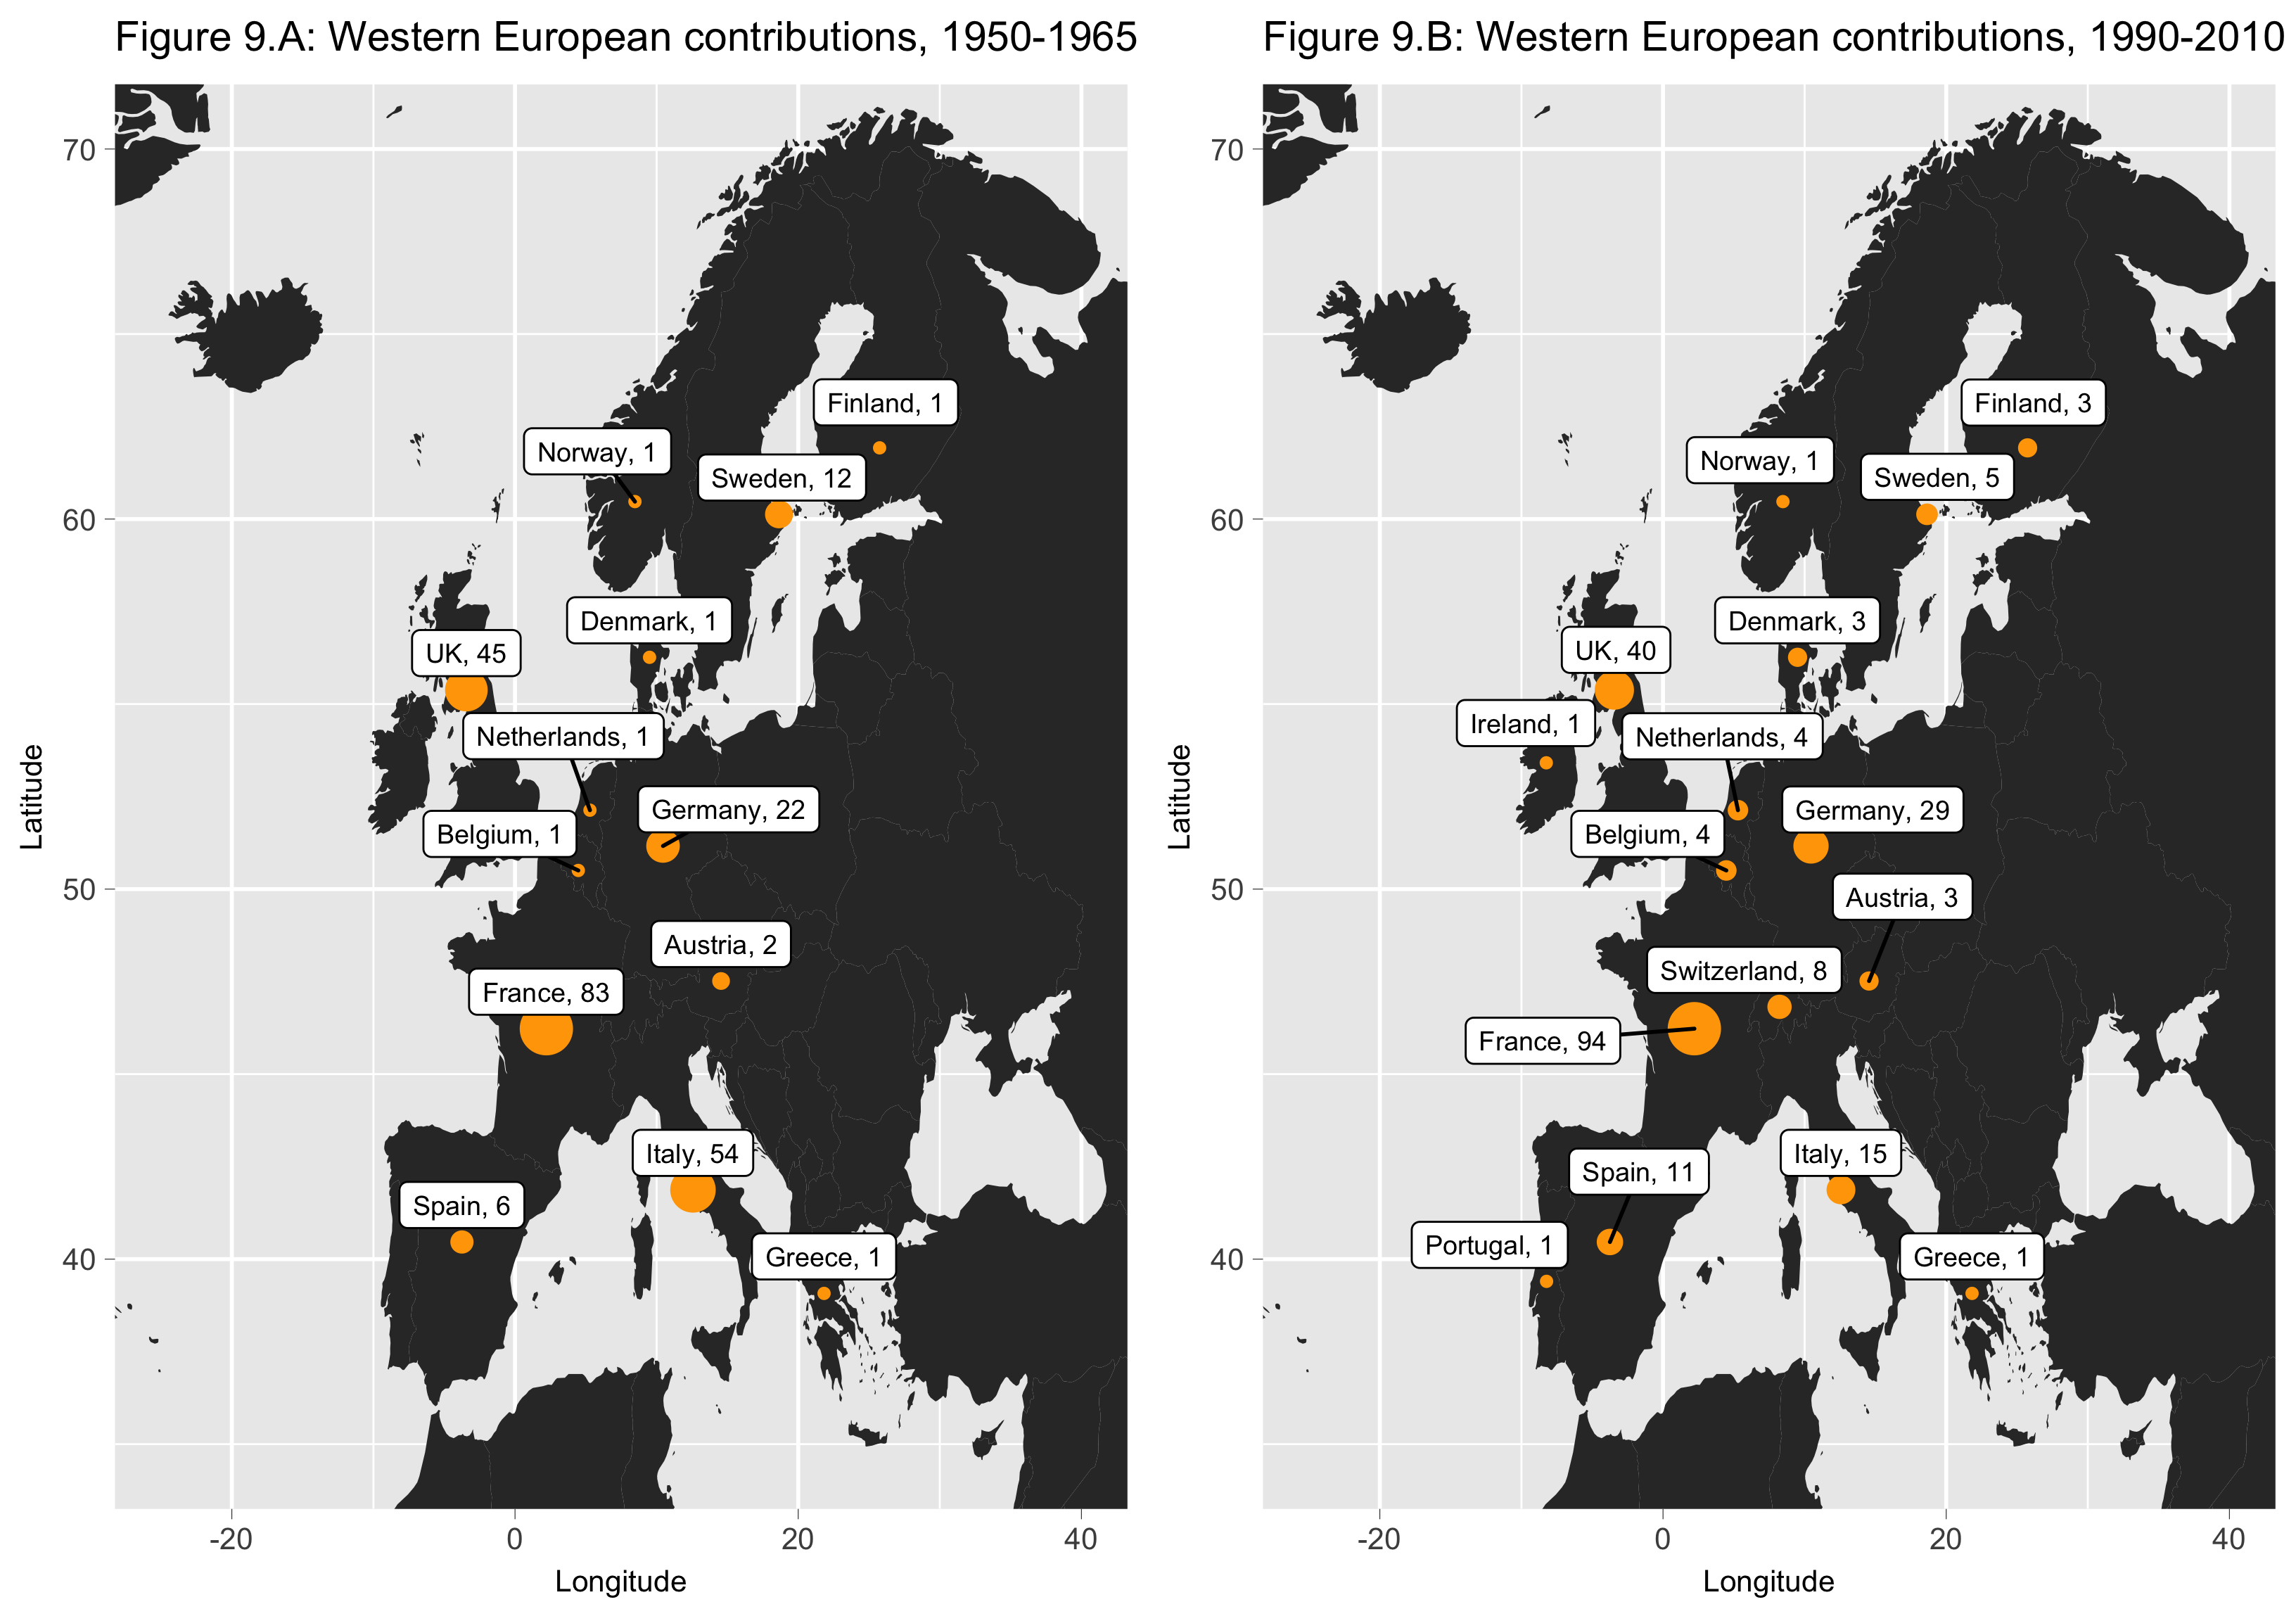 Figure 9.A: Western European contributions, 1950-1965
70
60
50
40
Latitude
Finland, 1
Norway, 1
Sweden, 12
Denmark, 1
UK, 45
Netherlands, 1
Germany, 22
Belgium, 1
Austria, 2
France, 83
Italy, 54
Spain, 6
Greece, 1
-20
0
20
40
Longitude
Figure 9.B: Western European contributions, 1990-2010
70
60
50
40
Latitude
Finland, 3
Norway, 1
Sweden, 5
Denmark, 3
UK, 40
Ireland, 1
Netherlands, 4
Germany, 29
Belgium, 4
Austria, 3
Switzerland, 8
France, 94
Italy, 15
Spain, 11
Portugal, 1
Greece, 1
-20
0
20
40
Longitude